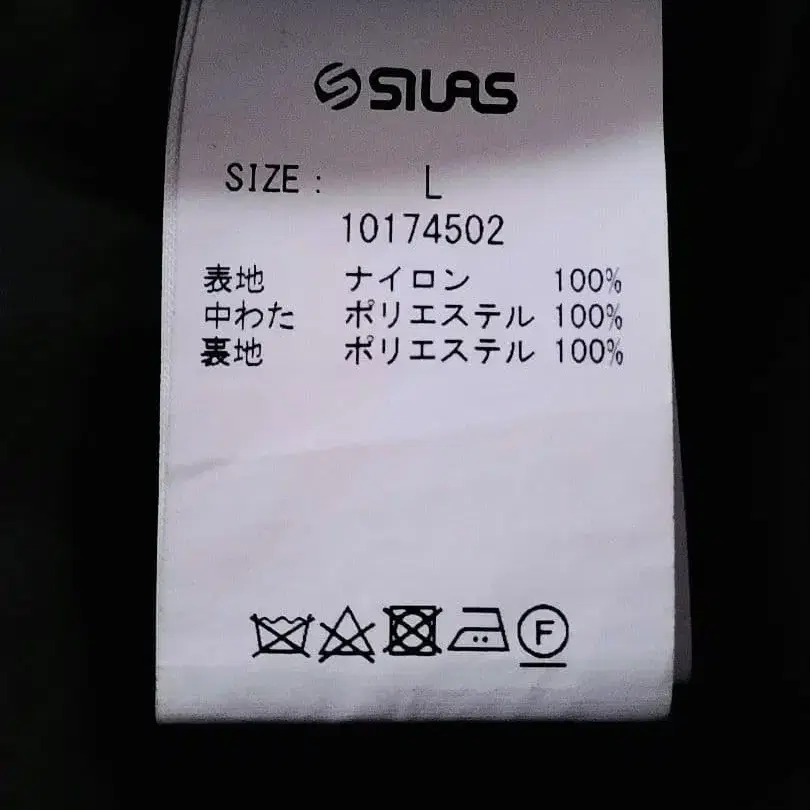 SILAS
SIZE : L
10174502
表地 ナイロン 100%
中わた ポリエステル 100%
裏地 ポリエステル 100%
F